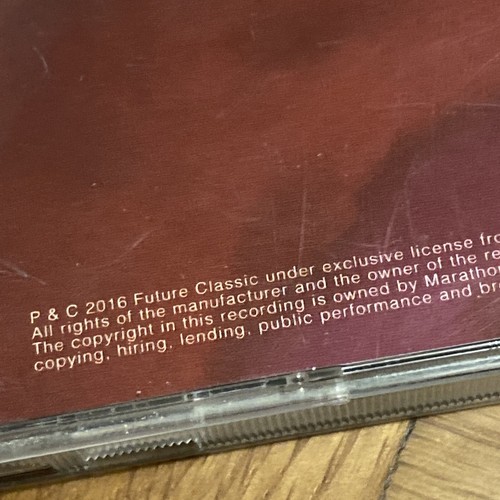 P & C 2016 Future Classic under exclusive license fro
All rights of the manufacturer and the owner of the re
The copyright in this recording is owned by Maratho
copying, hiring, lending, public performance and br